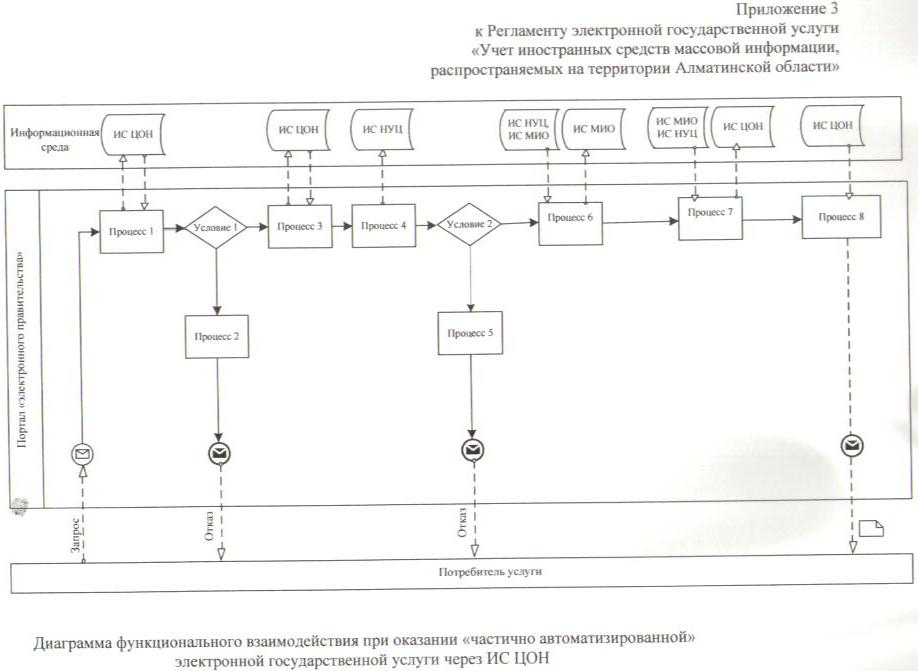 Приложение 3
к Регламенту электронной государственной услуги
«Учет иностранных средств массовой информации,
распространяемых на территории Алматинской области»
Информационная
среда
ИС ЦОН
ИС ЦОН
ИС НУЦ
ИС НУЦ,
ИС МИО
ИС МИО
ИС МИО
ИС НУЦ
ИС ЦОН
ИС ЦОН
Портал «электронного правительства»
Процесс 1
Условие 1
Процесс 3
Процесс 4
Условие 2
Процесс 6
Процесс 7
Процесс 8
Процесс 2
Процесс 5
Запрос
Отказ
Отказ
Потребитель услуги
Диаграмма функционального взаимодействия при оказании «частично автоматизированной»
электронной государственной услуги через ИС ЦОН